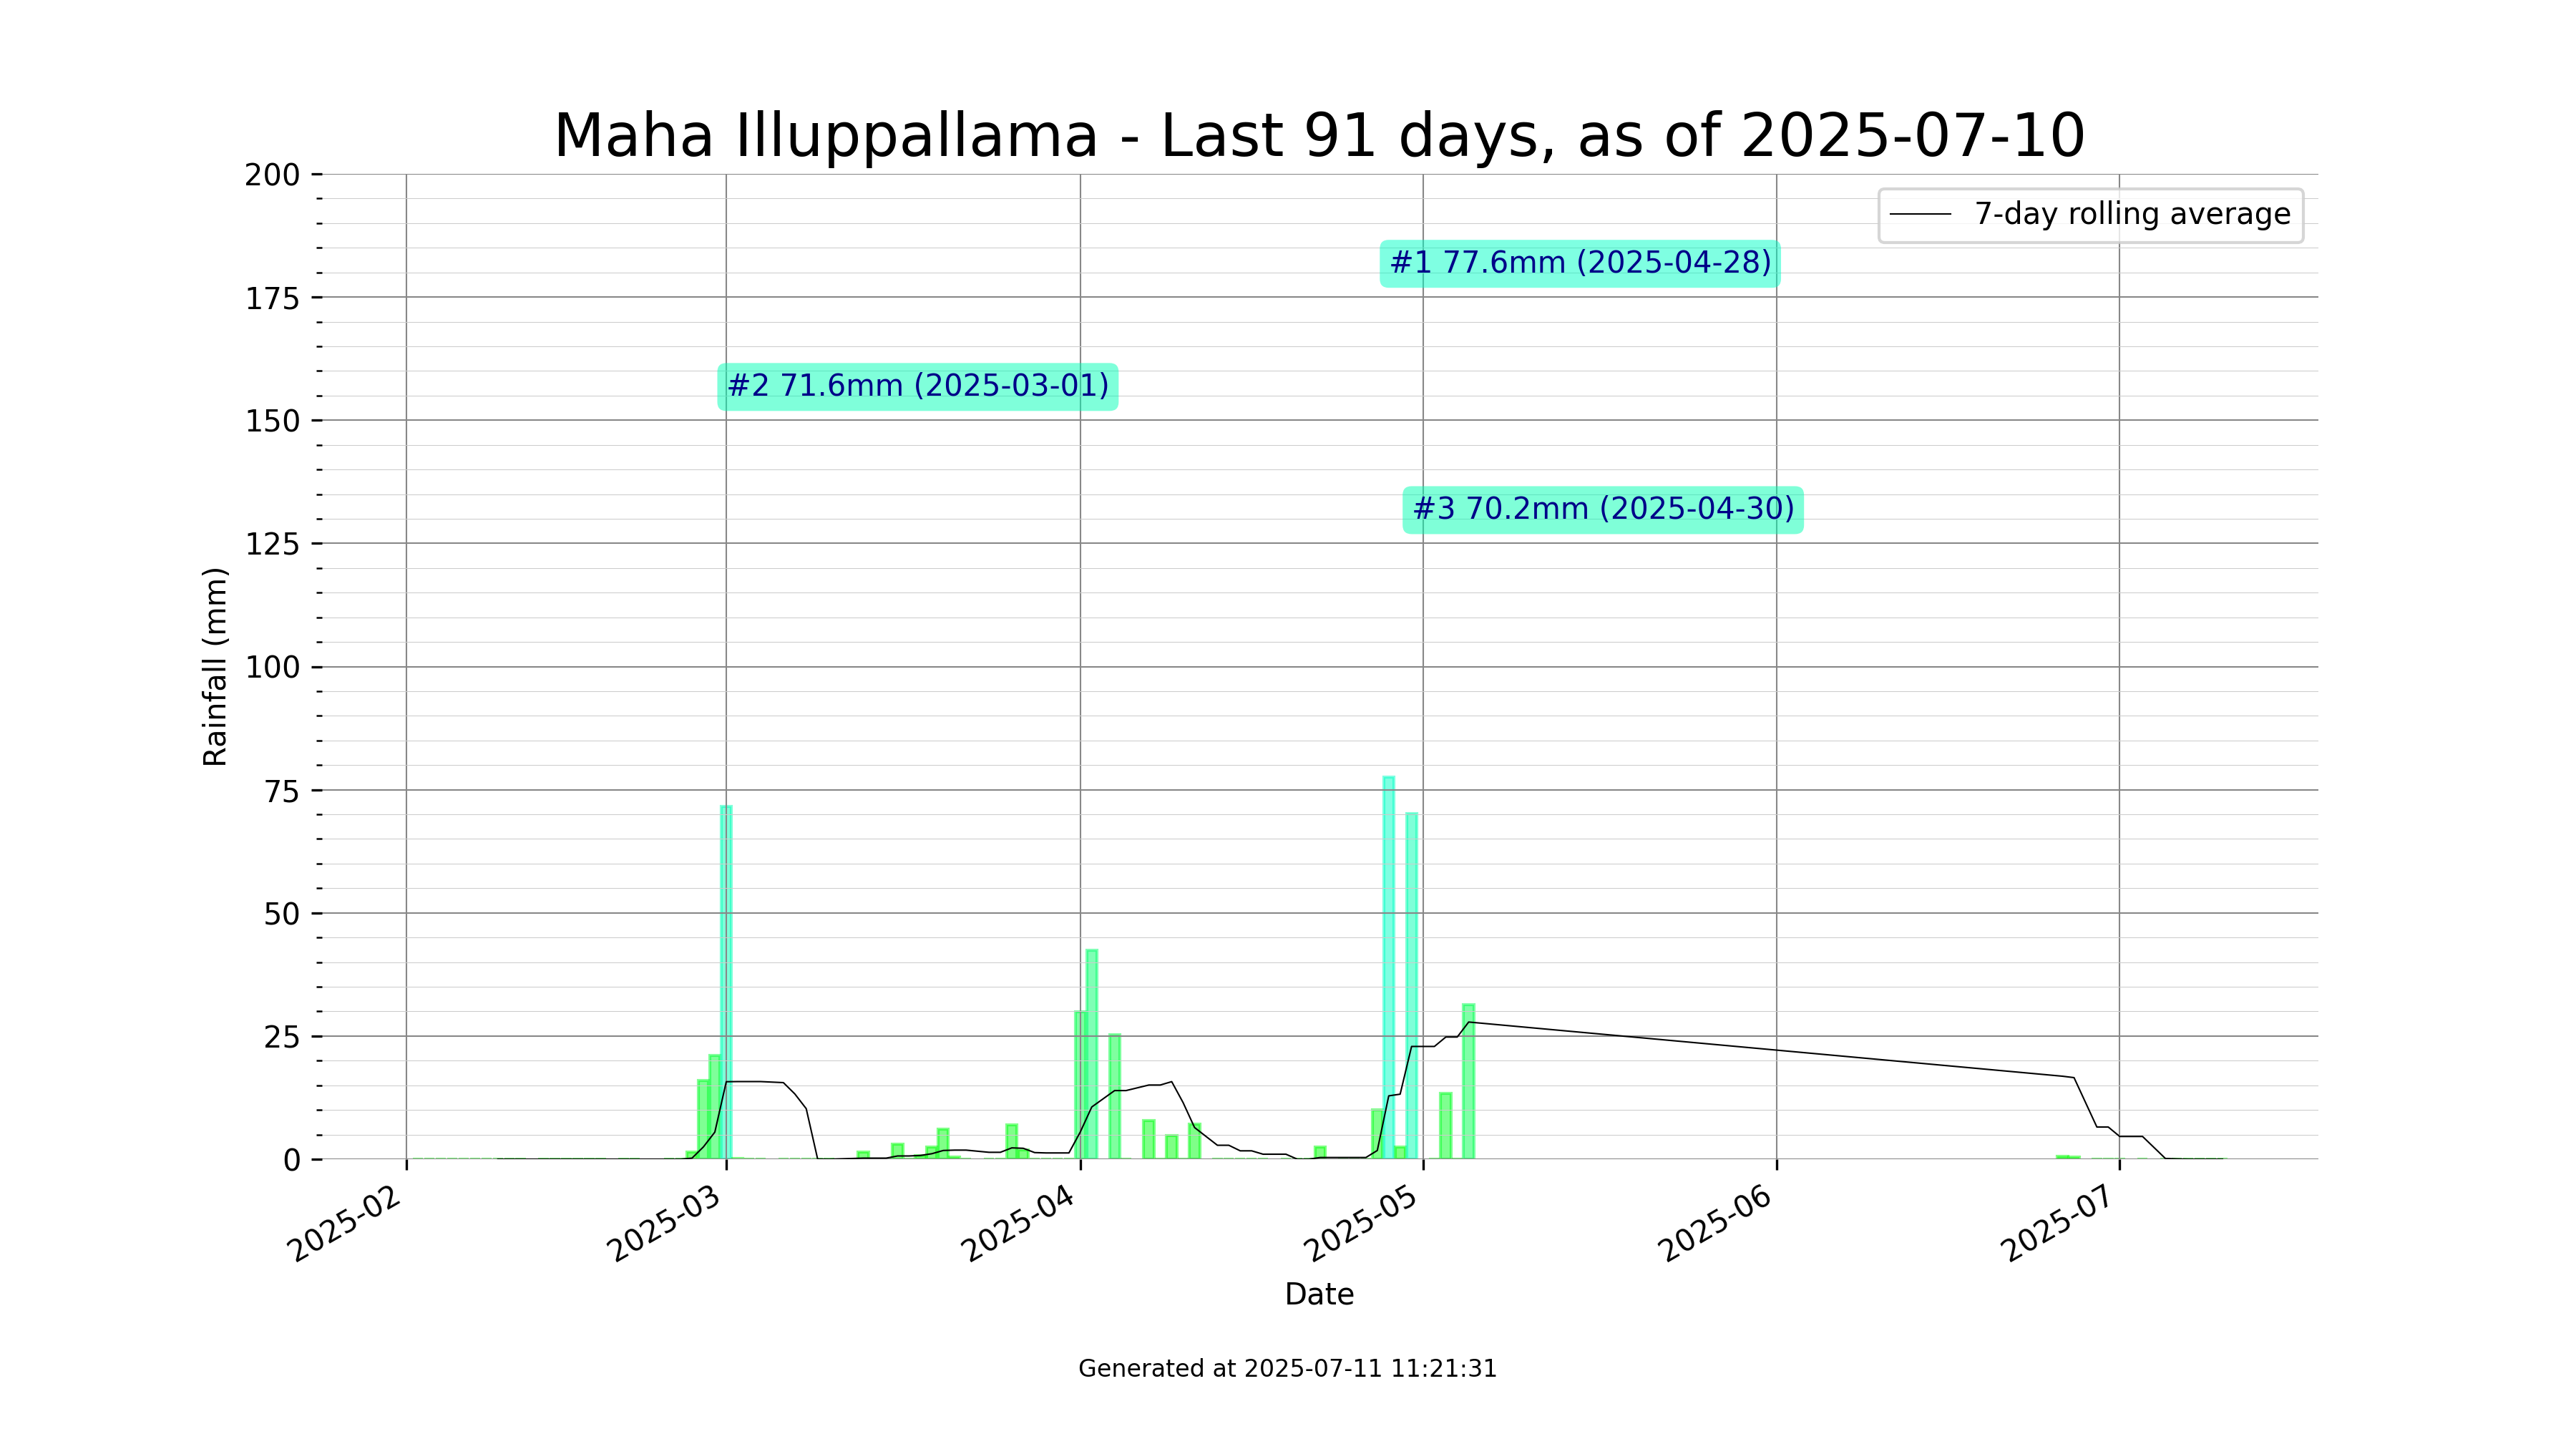 Maha Illuppallama - Last 91 days, as of 2025-07-10
200
175
150
125
100
75
50
25
0
Rainfall (mm)
7-day rolling average
#1 77.6mm (2025-04-28)
#2 71.6mm (2025-03-01)
#3 70.2mm (2025-04-30)
2025-02
2025-03
2025-04
2025-05
2025-06
2025-07
Date
Generated at 2025-07-11 11:21:31